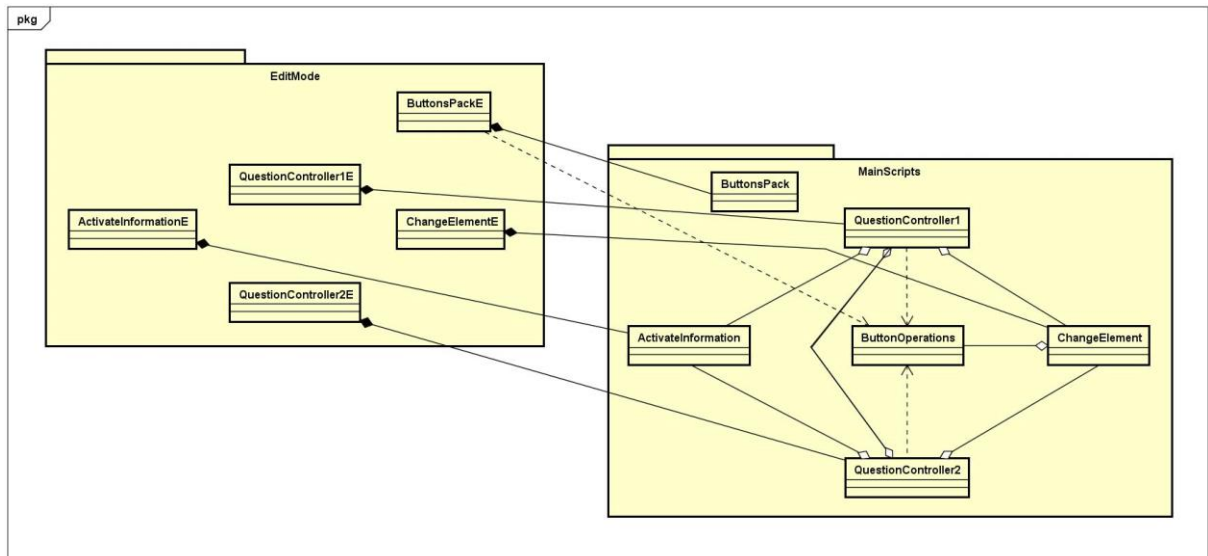 pkg
EditMode
ButtonsPackE
QuestionController1E
ActivateInformationE
ChangeElementE
QuestionController2E
MainScripts
ButtonsPack
QuestionController1
ActivateInformation
ButtonOperations
ChangeElement
QuestionController2